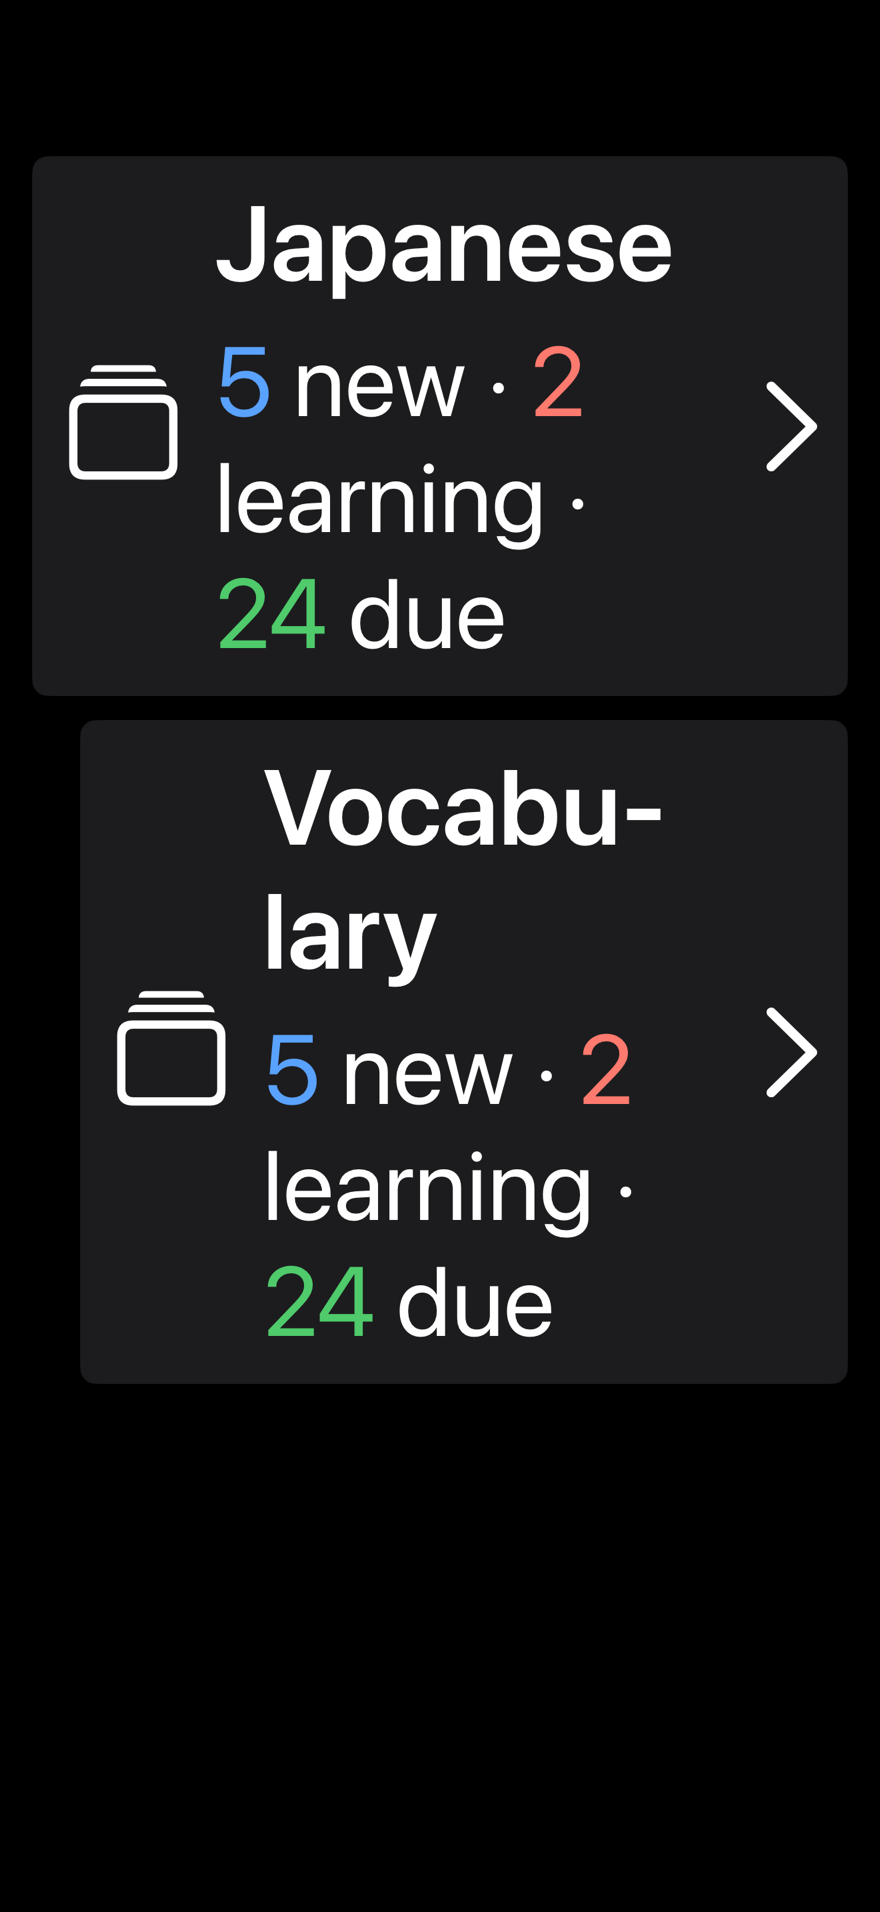 Japanese
5 new · 2
learning ·
24 due
Vocabu-
lary
5 new · 2
learning ·
24 due